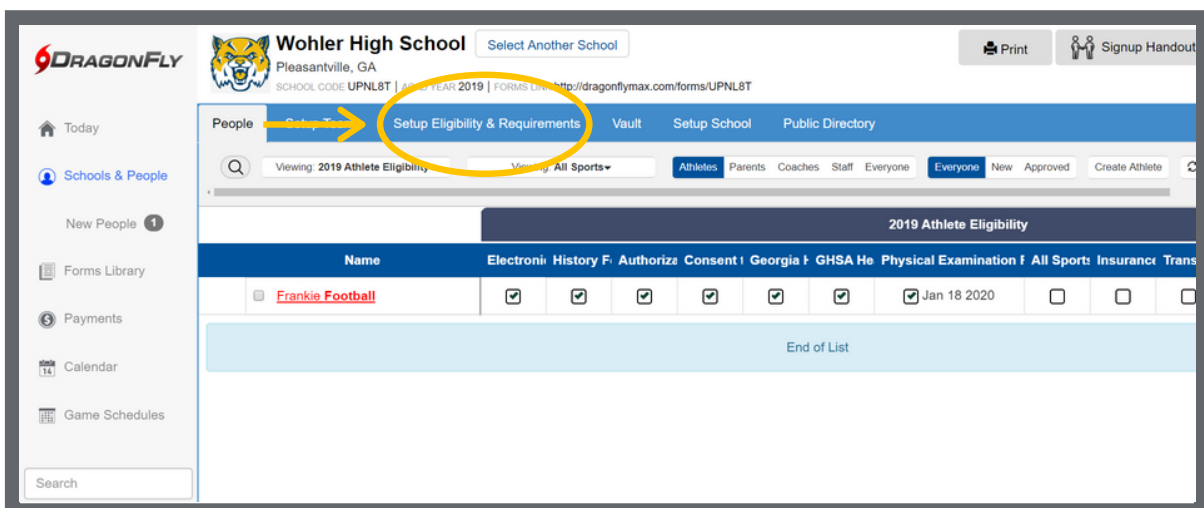 DRAGONFLY
Wohler High School Select Another School
Pleasantville, GA
SCHOOL CODE UPNL8T | YEAR 2019 | FORMS http://dragonflymax.com/forms/UPNL8T
Print Signup Handout
People Setup Eligibility & Requirements Vault Setup School Public Directory
Viewing: 2019 Athlete Eligibility All Sports Athletes Parents Coaches Staff Everyone Everyone New Approved Create Athlete
Today
Schools & People
New People 1
Forms Library
Payments
14 Calendar
Game Schedules
Search
2019 Athlete Eligibility
Name Electroni History F Authoriza Consent t Georgia H GHSA He Physical Examination F All Sports Insurance Trans
Frankie Football Jan 18 2020
End of List